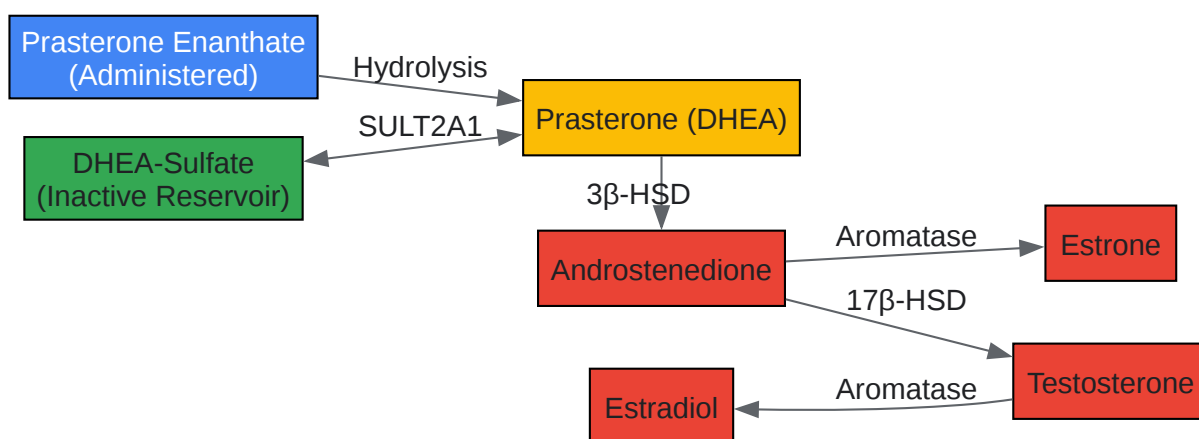 Prasterone Enanthate
(Administered)
Hydrolysis
Prasterone (DHEA)
SULT2A1
DHEA-Sulfate
(Inactive Reservoir)
3β-HSD
Androstenedione
Aromatase
Estrone
17β-HSD
Testosterone
Aromatase
Estradiol